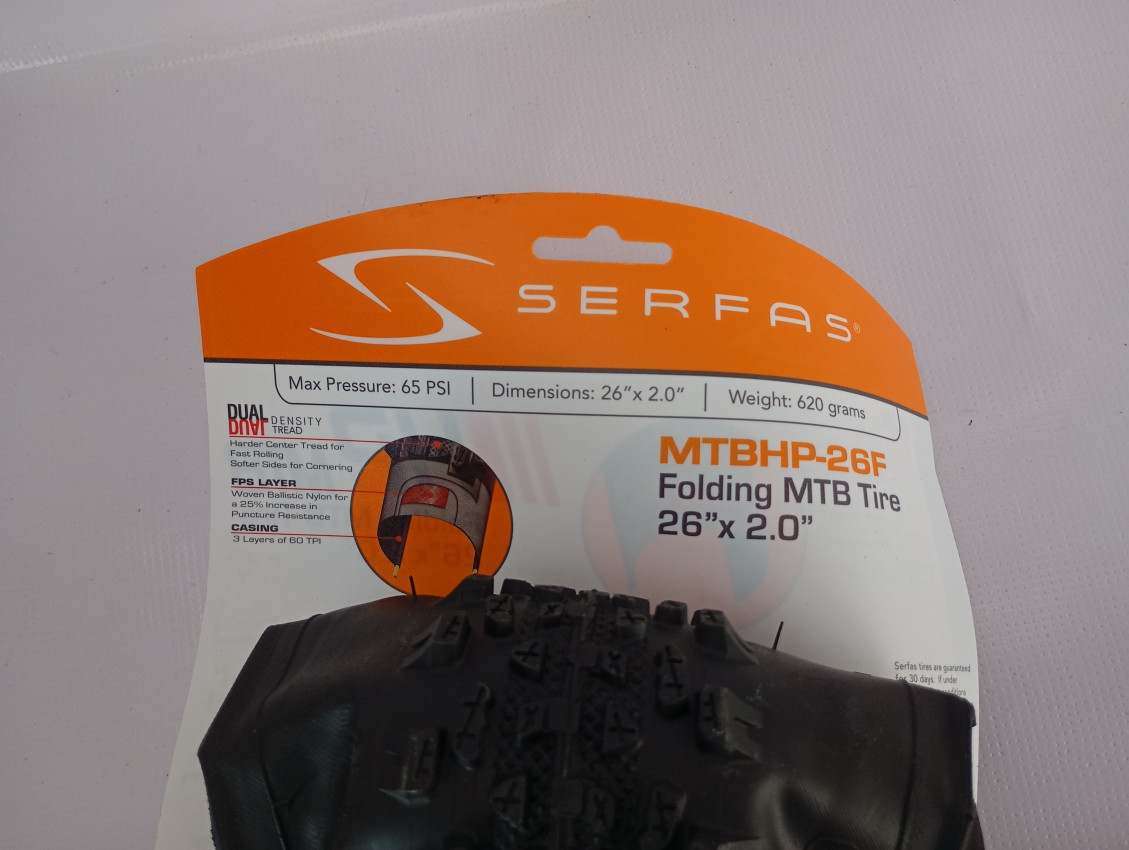 SERFAS®
Max Pressure: 65 PSI | Dimensions: 26"x 2.0" | Weight: 620 grams
DUAL DENSITY
DUAL TREAD
Harder Center Tread for
Fast Rolling
Softer Sides for Cornering
FPS LAYER
Woven Ballistic Nylon for
a 25% Increase in
Puncture Resistance
CASING
3 Layers of 60 TPI
MTBHP-26F
Folding MTB Tire
26"x 2.0"
Serfas tires are guaranteed
for 30 days. If under
conditions